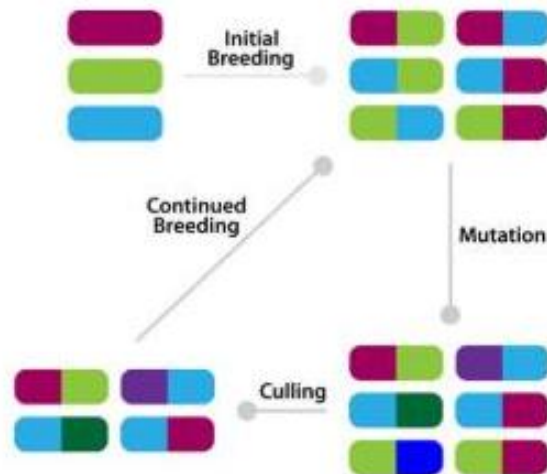 Initial
Breeding
Continued
Breeding
Mutation
Culling